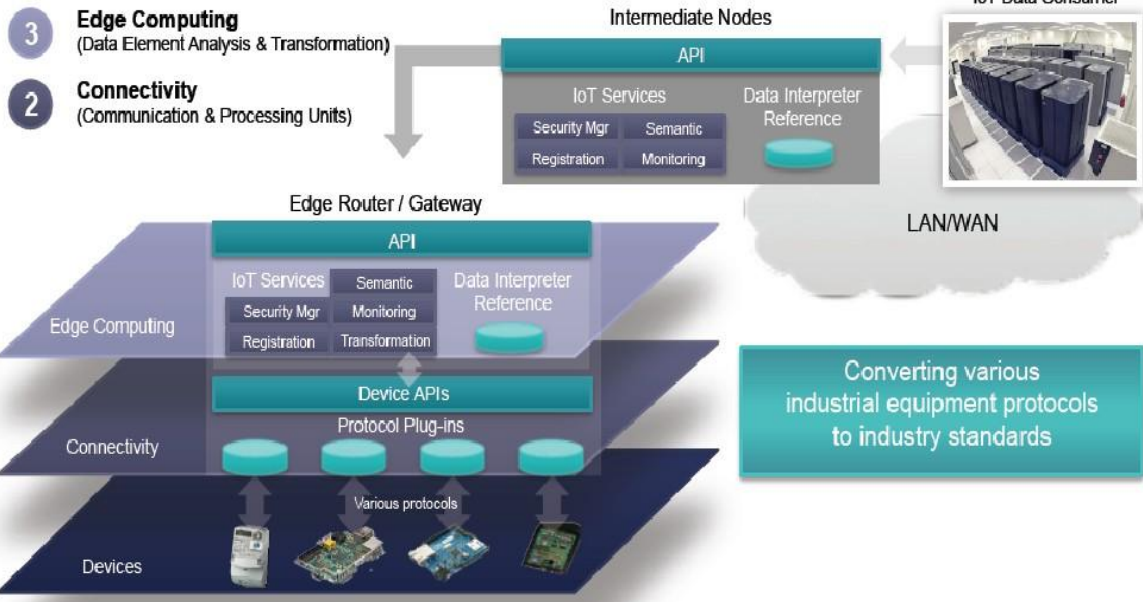 IoT Data Consumer
3
Edge Computing
(Data Element Analysis & Transformation)
2
Connectivity
(Communication & Processing Units)
Intermediate Nodes
API
IoT Services
Data Interpreter
Reference
Security Mgr
Semantic
Registration
Monitoring
LAN/WAN
Edge Router / Gateway
API
IoT Services
Semantic
Data Interpreter
Reference
Security Mgr
Monitoring
Registration
Transformation
Edge Computing
Device APIs
Protocol Plug-ins
Connectivity
Various protocols
Devices
Converting various
industrial equipment protocols
to industry standards